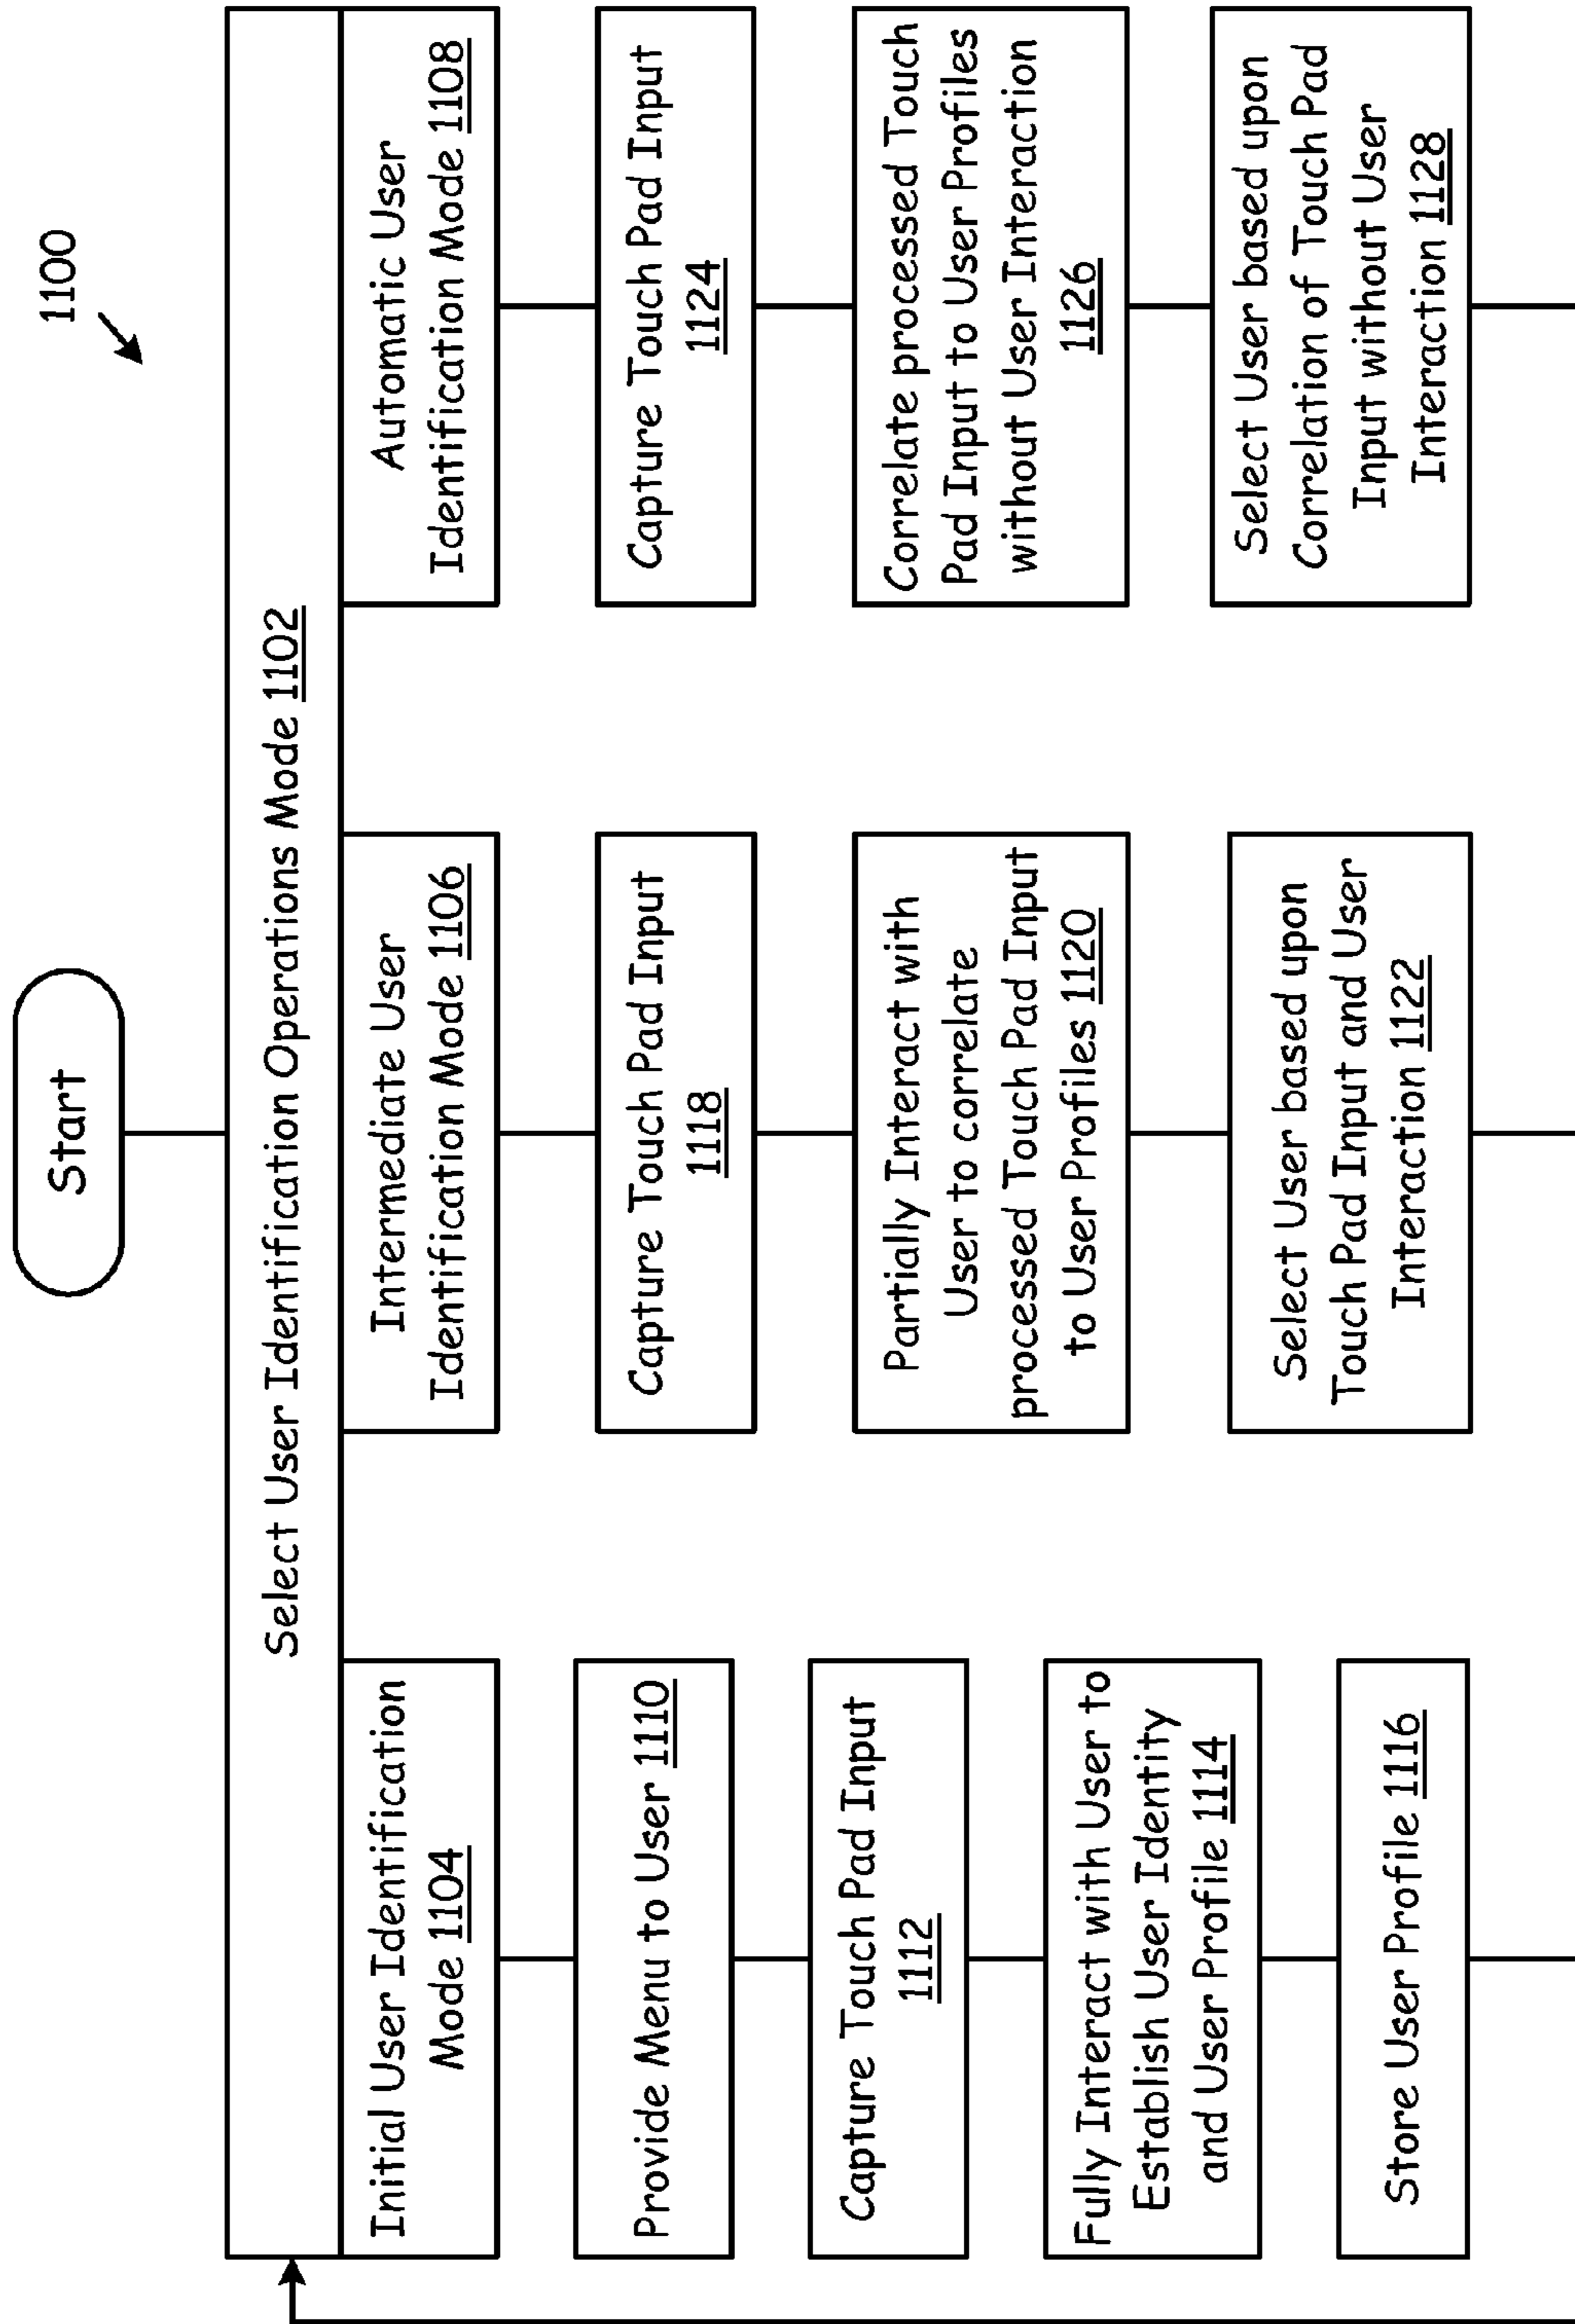 1100
Start
Select User Identification Operations Mode 1102
Initial User Identification
Mode 1104
Provide Menu to User 1110
Capture Touch Pad Input
1112
Fully Interact with User to
Establish User Identity
and User Profile 1114
Store User Profile 1116
Intermediate User
Identification Mode 1106
Capture Touch Pad Input
1118
Partially Interact with
User to correlate
processed Touch Pad Input
to User Profiles 1120
Select User based upon
Touch Pad Input and User
Interaction 1122
Automatic User
Identification Mode 1108
Capture Touch Pad Input
1124
Correlate processed Touch
Pad Input to User Profiles
without User Interaction
1126
Select User based upon
Correlation of Touch Pad
Input without User
Interaction 1128